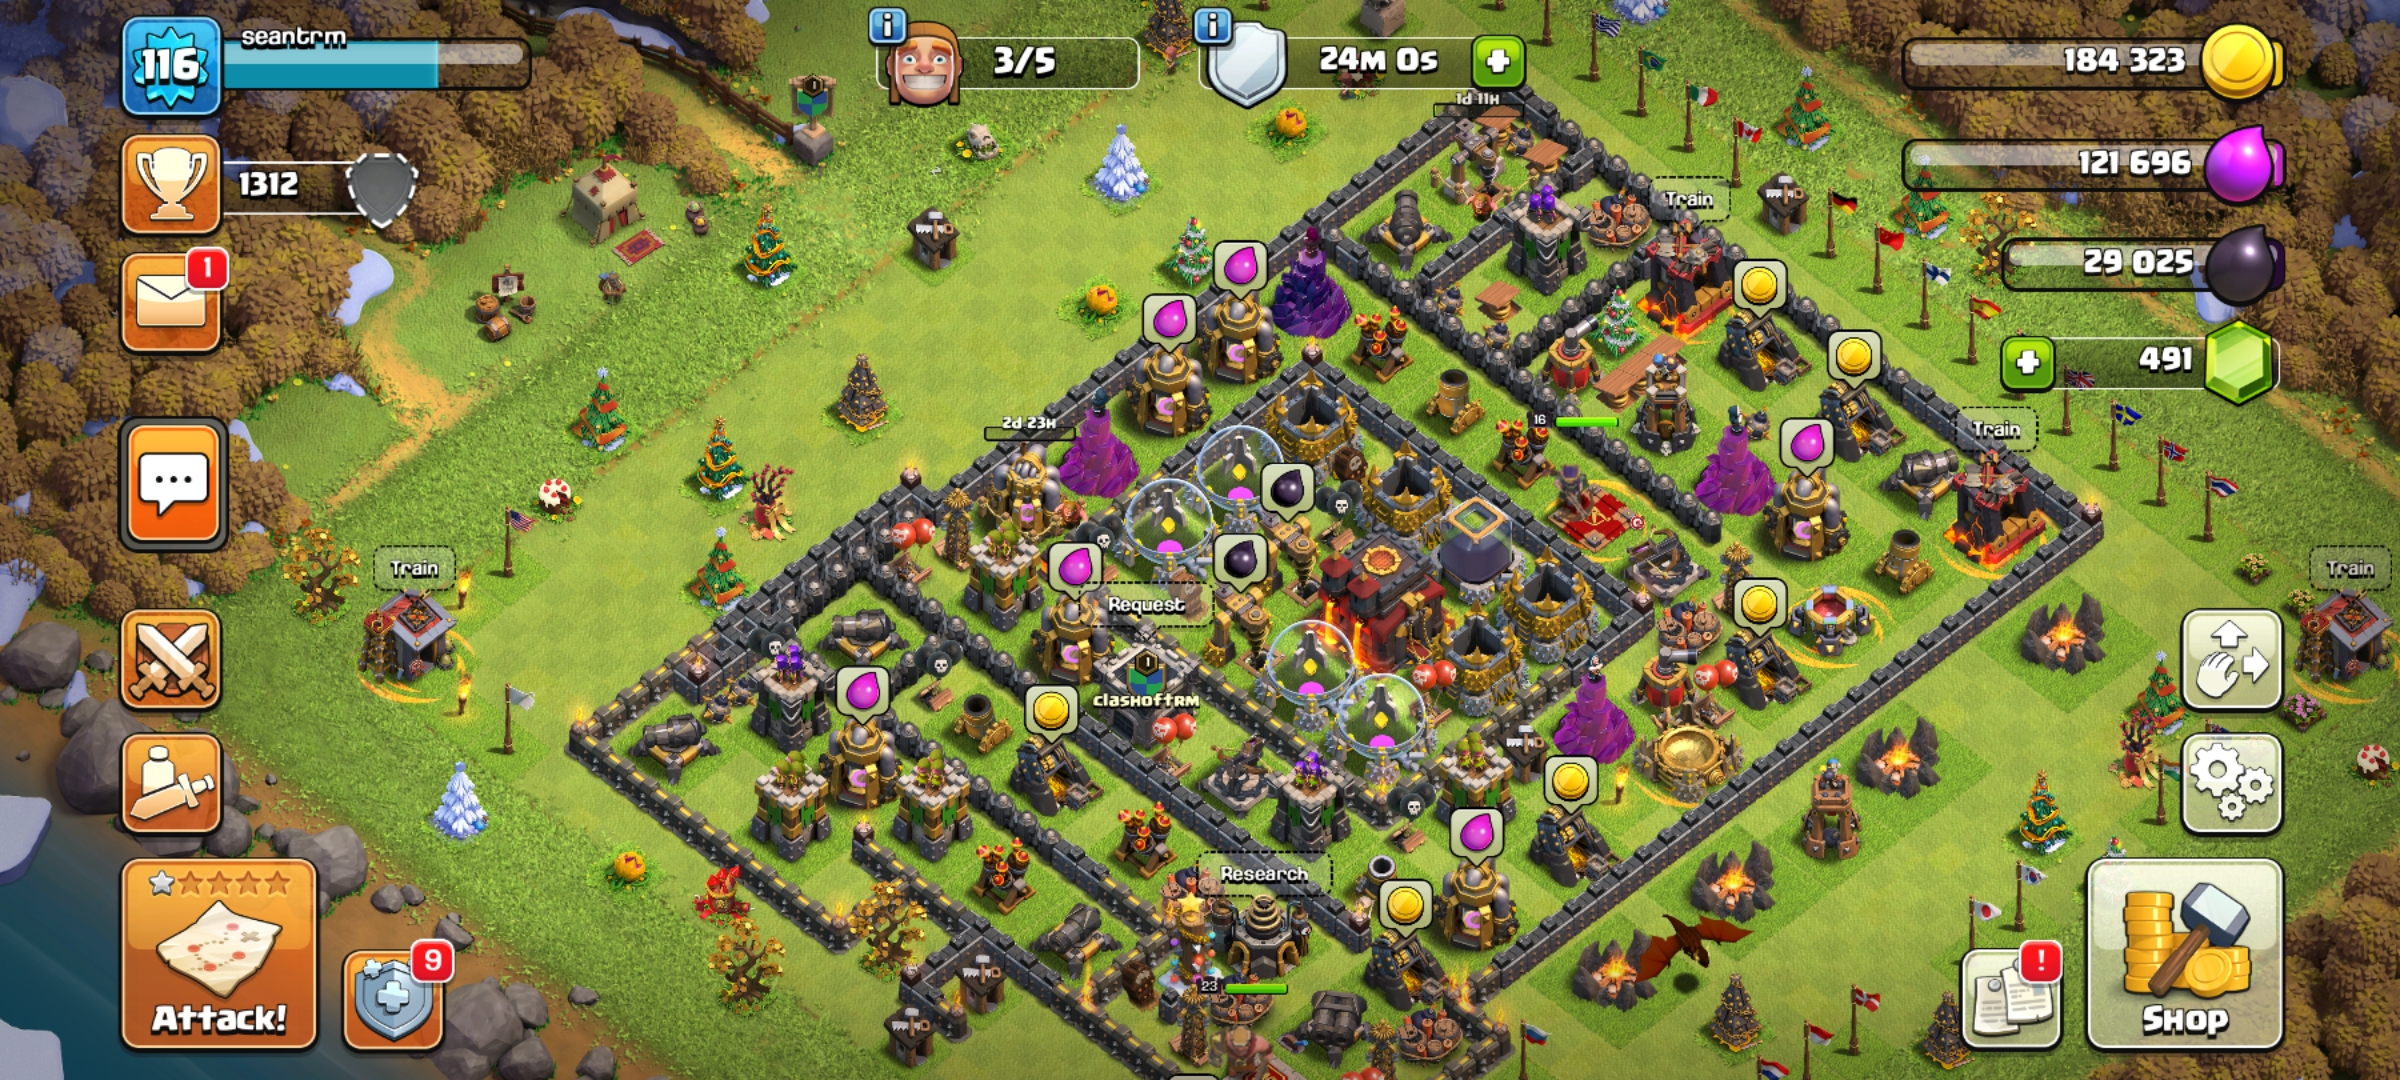 116
seantrm
3/5
24m 0s
184 323
1d 11h
121 696
1312
Train
29 025
1
491
16
2d 23h
Train
Train
Train
Request
clashoftrm
Research
23
9
!
Attack!
Shop